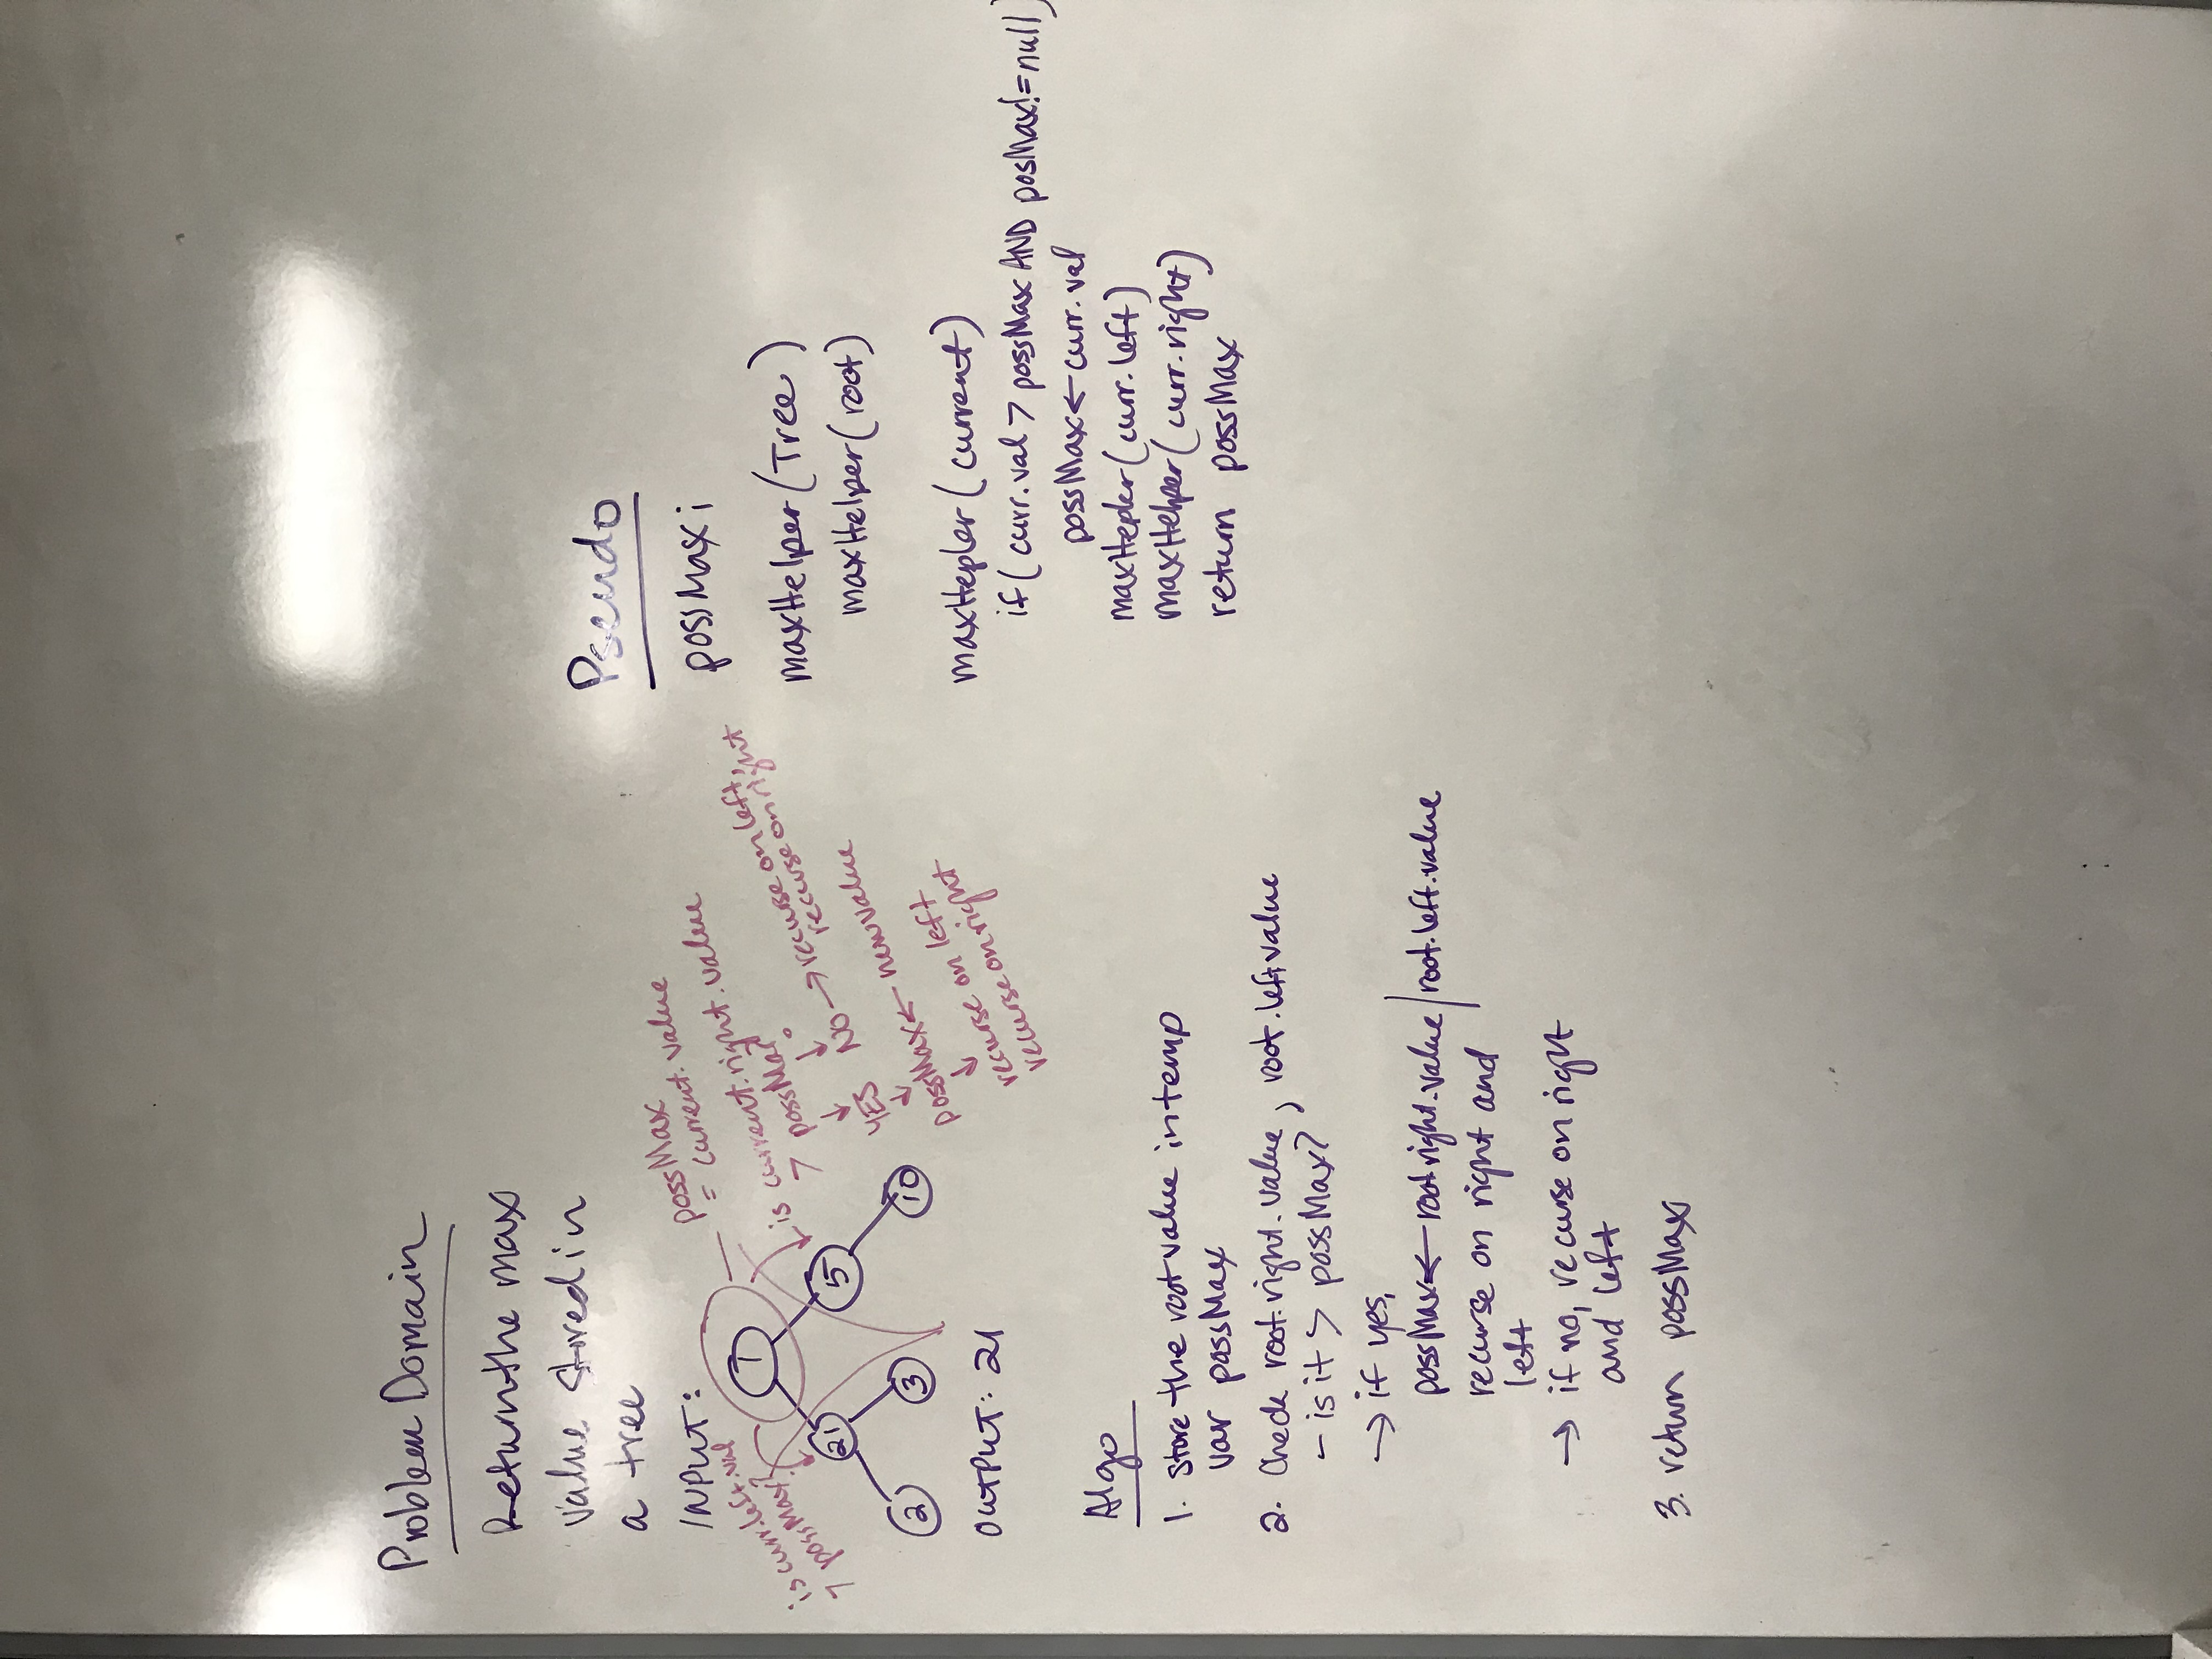 Problem Domain
Return the max
value stored in
a tree
INPUT:
is curr.left.val
> possMax?
possMax
= current.value
is current.right.value
> possMax
?
YES
NO → recurse on left,
recurse on right
possMax ← new value
recurse on left
recurse on right
1
21
5
2
3
10
OUTPUT: 21
Algo
1. Store the root value in temp
var possMax
2. Check root.right.value, root.left value
- is it > possMax?
→ if yes,
possMax ← root.right.value / root.left.value
recurse on right and
left
→ if no, recurse on right
and left
3. return possMax
Pseudo
possMax;
maxHelper(Tree)
maxHelper(root)
maxHepler(current)
if( curr.val > possMax AND posMax!=null)
possMax ← curr.val
maxHepler(curr.left)
maxHelper(curr.right)
return possMax